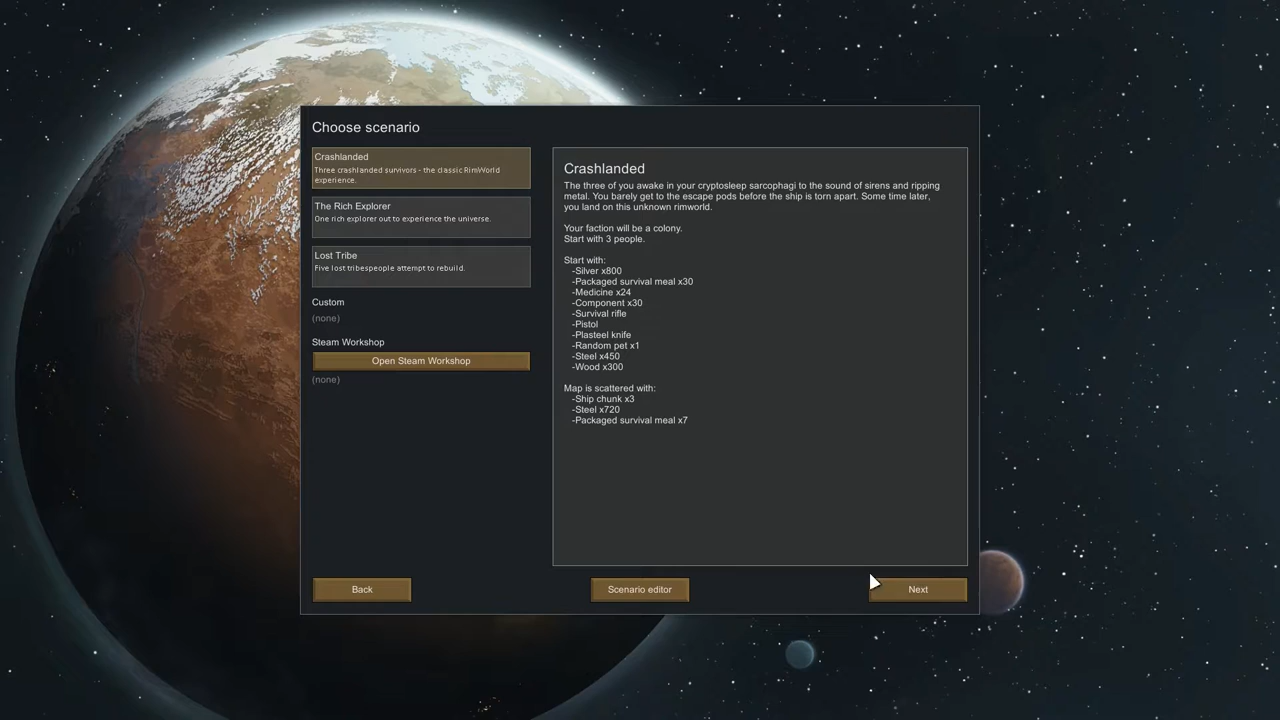 Choose scenario
Crashlanded
Three crashlanded survivors - the classic RimWorld
experience.
The Rich Explorer
One rich explorer out to experience the universe.
Lost Tribe
Five lost tribespeople attempt to rebuild.
Custom
(none)
Steam Workshop
Open Steam Workshop
(none)
Crashlanded
The three of you awake in your cryptosleep sarcophagi to the sound of sirens and ripping
metal. You barely get to the escape pods before the ship is torn apart. Some time later,
you land on this unknown rimworld.
Your faction will be a colony.
Start with 3 people.
Start with:
-Silver x800
-Packaged survival meal x30
-Medicine x24
-Component x30
-Survival rifle
-Pistol
-Plasteel knife
-Random pet x1
-Steel x450
-Wood x300
Map is scattered with:
-Ship chunk x3
-Steel x720
-Packaged survival meal x7
Back
Scenario editor
Next